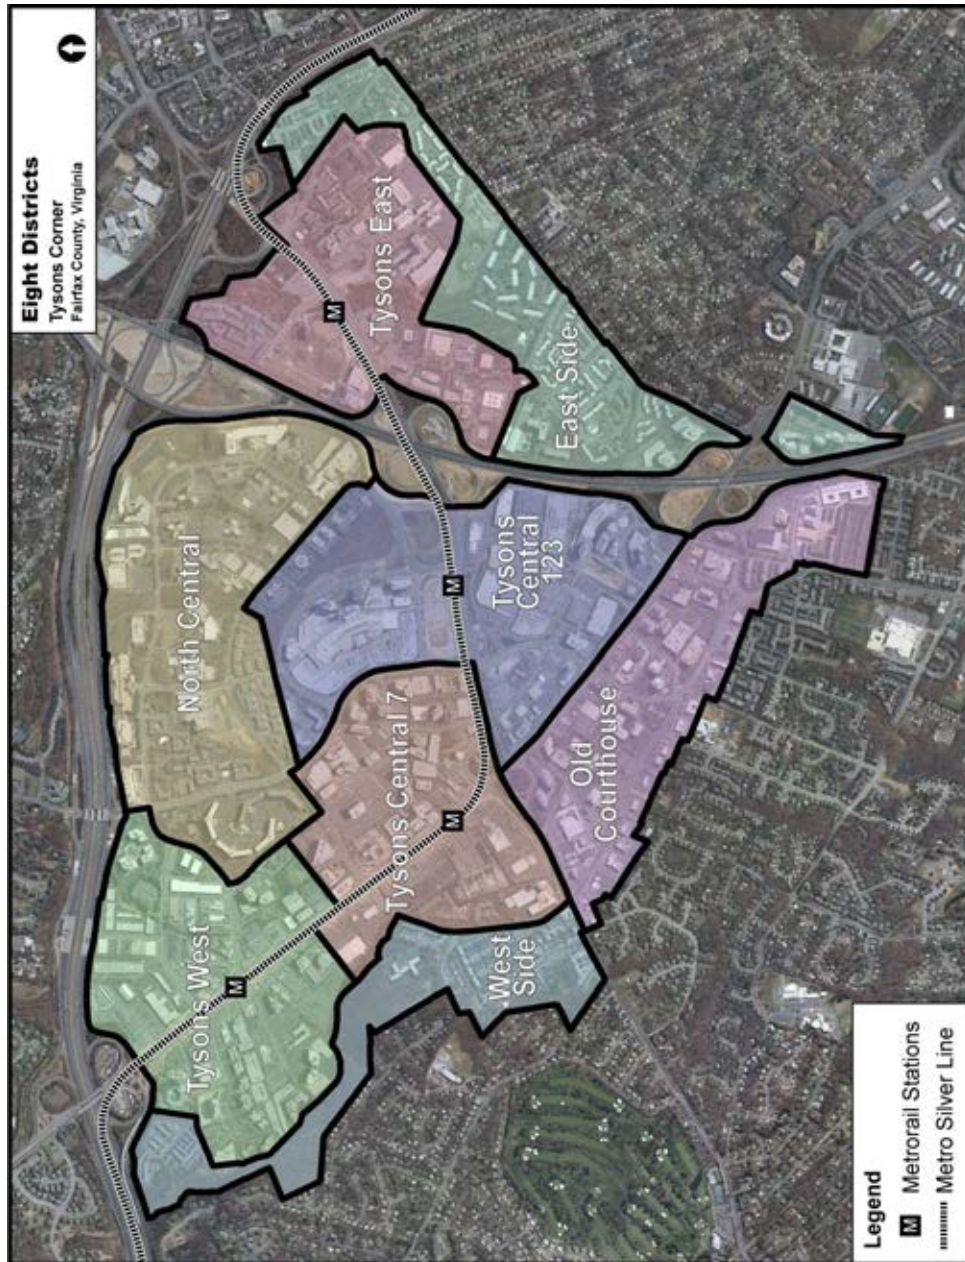 Eight Districts
Tysons Corner
Fairfax County, Virginia
Tysons West
North Central
Tysons East
Tysons Central 7
Tysons
Central
123
East Side
West
Side
Old
Courthouse
M
M
M
M
Legend
M Metrorail Stations
Metro Silver Line